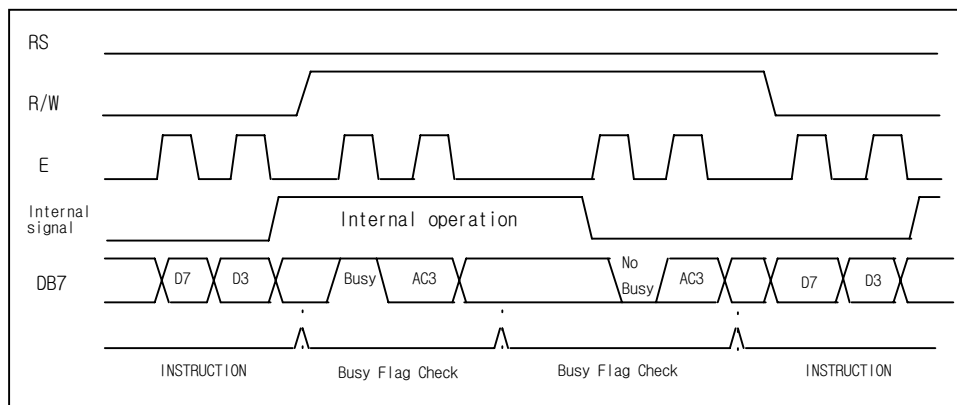 RS
R/W
E
Internal
signal
Internal operation
DB7
D7
D3
Busy
AC3
No
Busy
AC3
D7
D3
INSTRUCTION
Busy Flag Check
Busy Flag Check
INSTRUCTION